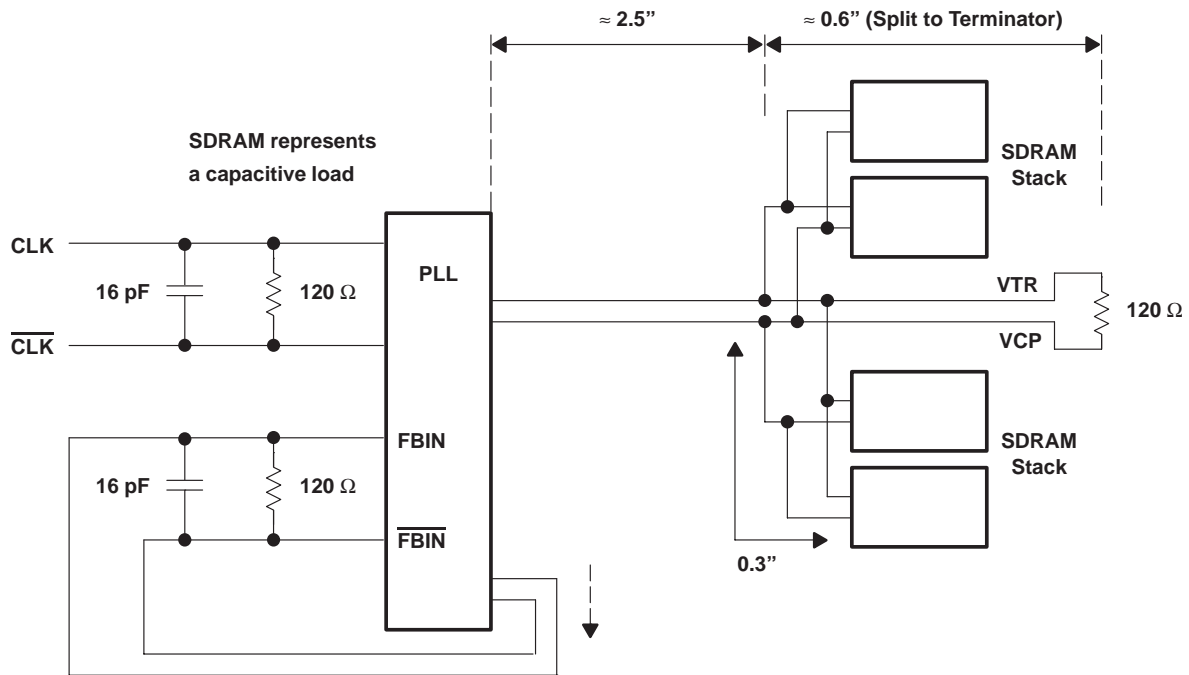 ≈ 2.5”
≈ 0.6” (Split to Terminator)
SDRAM represents
a capacitive load
SDRAM
Stack
CLK
PLL
16 pF
120 Ω
VTR
120 Ω
CLK
VCP
FBIN
SDRAM
Stack
16 pF
120 Ω
FBIN
0.3”